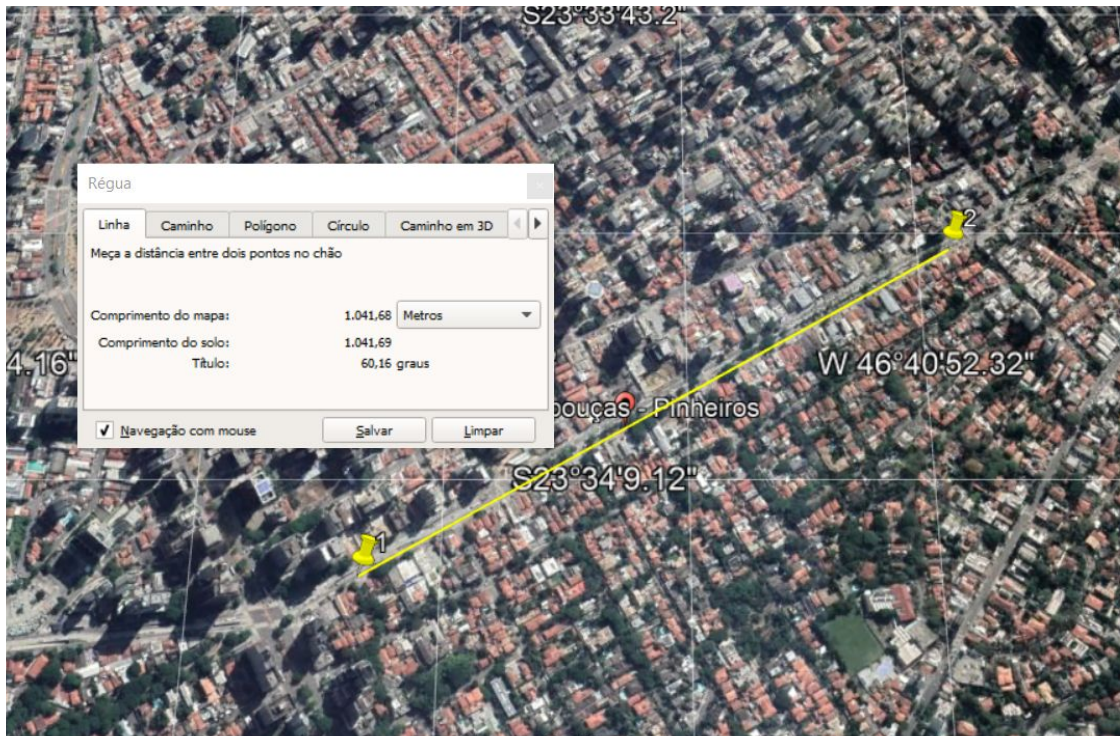 S23°33'43.2"
Régua
Linha Caminho Polígono Círculo Caminho em 3D
Meça a distância entre dois pontos no chão
Comprimento do mapa: 1.041,68 Metros
Comprimento do solo: 1.041,69
Título: 60,16 graus
Navegação com mouse Salvar Limpar
2
4.16"
W 46°40'52.32"
bouças - Pinheiros
S23°34'9.12"
1